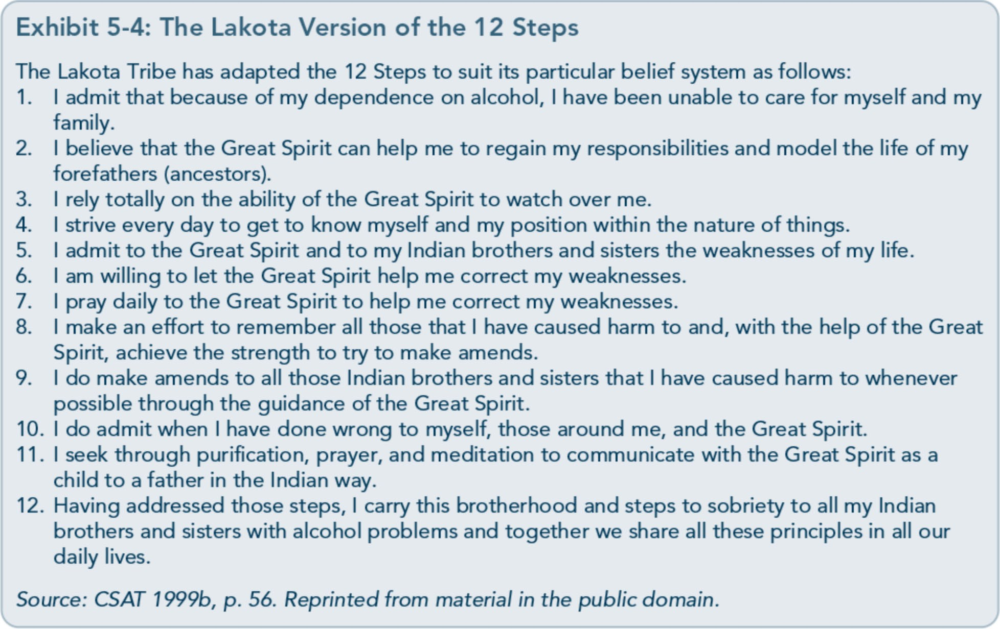 Exhibit 5-4: The Lakota Version of the 12 Steps
The Lakota Tribe has adapted the 12 Steps to suit its particular belief system as follows:
1. I admit that because of my dependence on alcohol, I have been unable to care for myself and my
family.
2. I believe that the Great Spirit can help me to regain my responsibilities and model the life of my
forefathers (ancestors).
3. I rely totally on the ability of the Great Spirit to watch over me.
4. I strive every day to get to know myself and my position within the nature of things.
5. I admit to the Great Spirit and to my Indian brothers and sisters the weaknesses of my life.
6. I am willing to let the Great Spirit help me correct my weaknesses.
7. I pray daily to the Great Spirit to help me correct my weaknesses.
8. I make an effort to remember all those that I have caused harm to and, with the help of the Great
Spirit, achieve the strength to try to make amends.
9. I do make amends to all those Indian brothers and sisters that I have caused harm to whenever
possible through the guidance of the Great Spirit.
10. I do admit when I have done wrong to myself, those around me, and the Great Spirit.
11. I seek through purification, prayer, and meditation to communicate with the Great Spirit as a
child to a father in the Indian way.
12. Having addressed those steps, I carry this brotherhood and steps to sobriety to all my Indian
brothers and sisters with alcohol problems and together we share all these principles in all our
daily lives.
Source: CSAT 1999b, p. 56. Reprinted from material in the public domain.